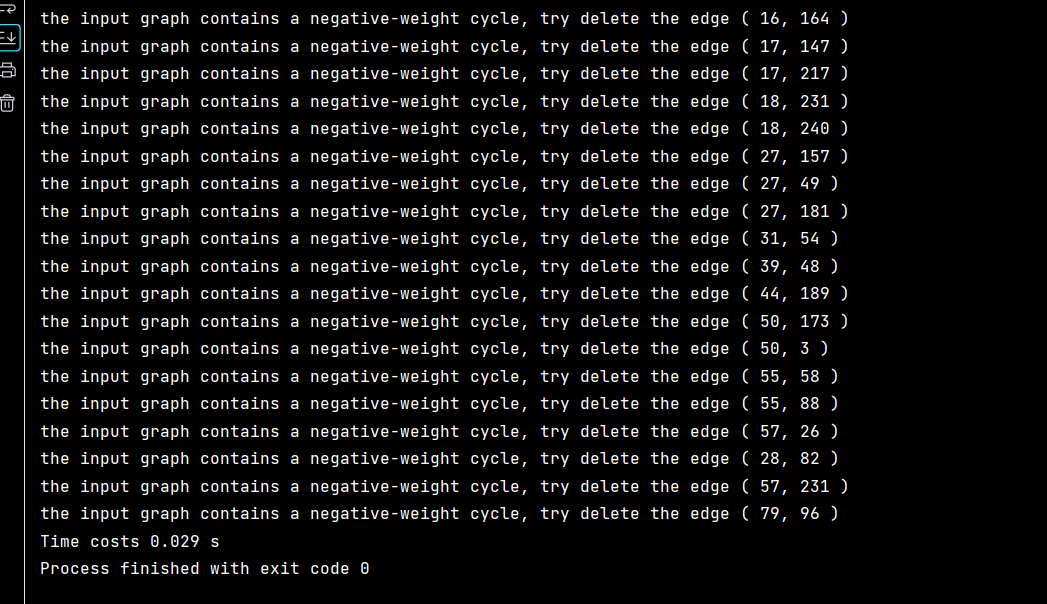 the input graph contains a negative-weight cycle, try delete the edge ( 16, 164 )
the input graph contains a negative-weight cycle, try delete the edge ( 17, 147 )
the input graph contains a negative-weight cycle, try delete the edge ( 17, 217 )
the input graph contains a negative-weight cycle, try delete the edge ( 18, 231 )
the input graph contains a negative-weight cycle, try delete the edge ( 18, 240 )
the input graph contains a negative-weight cycle, try delete the edge ( 27, 157 )
the input graph contains a negative-weight cycle, try delete the edge ( 27, 49 )
the input graph contains a negative-weight cycle, try delete the edge ( 27, 181 )
the input graph contains a negative-weight cycle, try delete the edge ( 31, 54 )
the input graph contains a negative-weight cycle, try delete the edge ( 39, 48 )
the input graph contains a negative-weight cycle, try delete the edge ( 44, 189 )
the input graph contains a negative-weight cycle, try delete the edge ( 50, 173 )
the input graph contains a negative-weight cycle, try delete the edge ( 50, 3 )
the input graph contains a negative-weight cycle, try delete the edge ( 55, 58 )
the input graph contains a negative-weight cycle, try delete the edge ( 55, 88 )
the input graph contains a negative-weight cycle, try delete the edge ( 57, 26 )
the input graph contains a negative-weight cycle, try delete the edge ( 28, 82 )
the input graph contains a negative-weight cycle, try delete the edge ( 57, 231 )
the input graph contains a negative-weight cycle, try delete the edge ( 79, 96 )
Time costs 0.029 s
Process finished with exit code 0